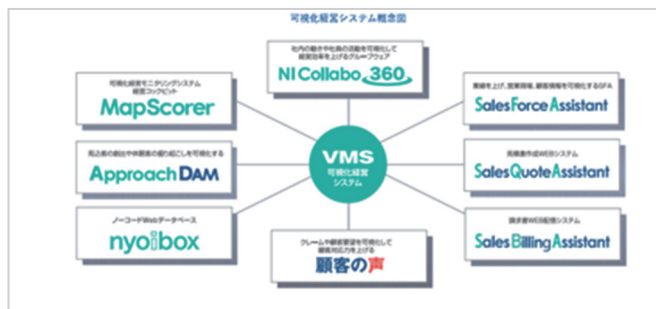 可視化経営システム概念図
社内の動きや社員の活動を可視化して
経営効率を上げるグループウェア
NI Collabo 360
可視化経営モニタリングシステム
経営コックピット
MapScorer
業績を上げ、営業現場、顧客情報を可視化するSFA
Sales Force Assistant
見込客の創出や休眠客の掘り起こしを可視化する
Approach DAM
VMS
可視化経営
システム
見積書作成WEBシステム
Sales Quote Assistant
ノーコードWebデータベース
nyoibox
クレームや顧客要望を可視化して
顧客対応力を上げる
顧客の声
請求書WEB配信システム
Sales Billing Assistant